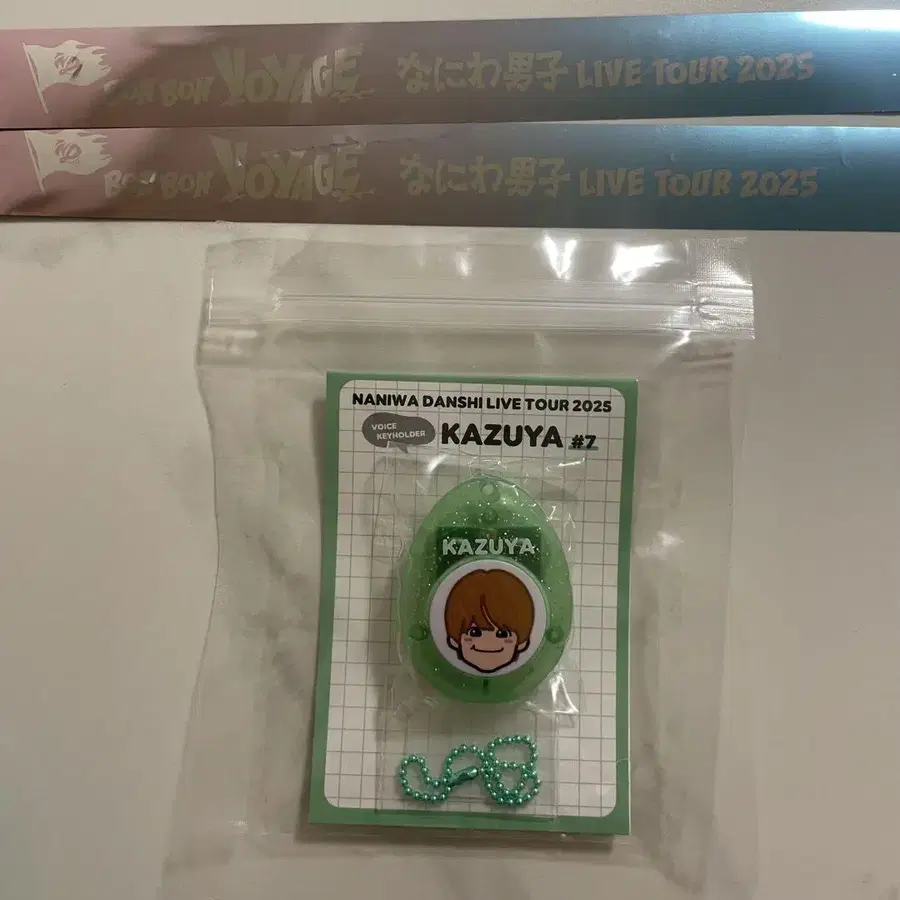 BON BON VOYAGE なにわ男子 LIVE TOUR 2025
BON BON VOYAGE なにわ男子 LIVE TOUR 2025
NANIWA DANSHI LIVE TOUR 2025
VOICE
KEYHOLDER
KAZUYA #7
KAZUYA